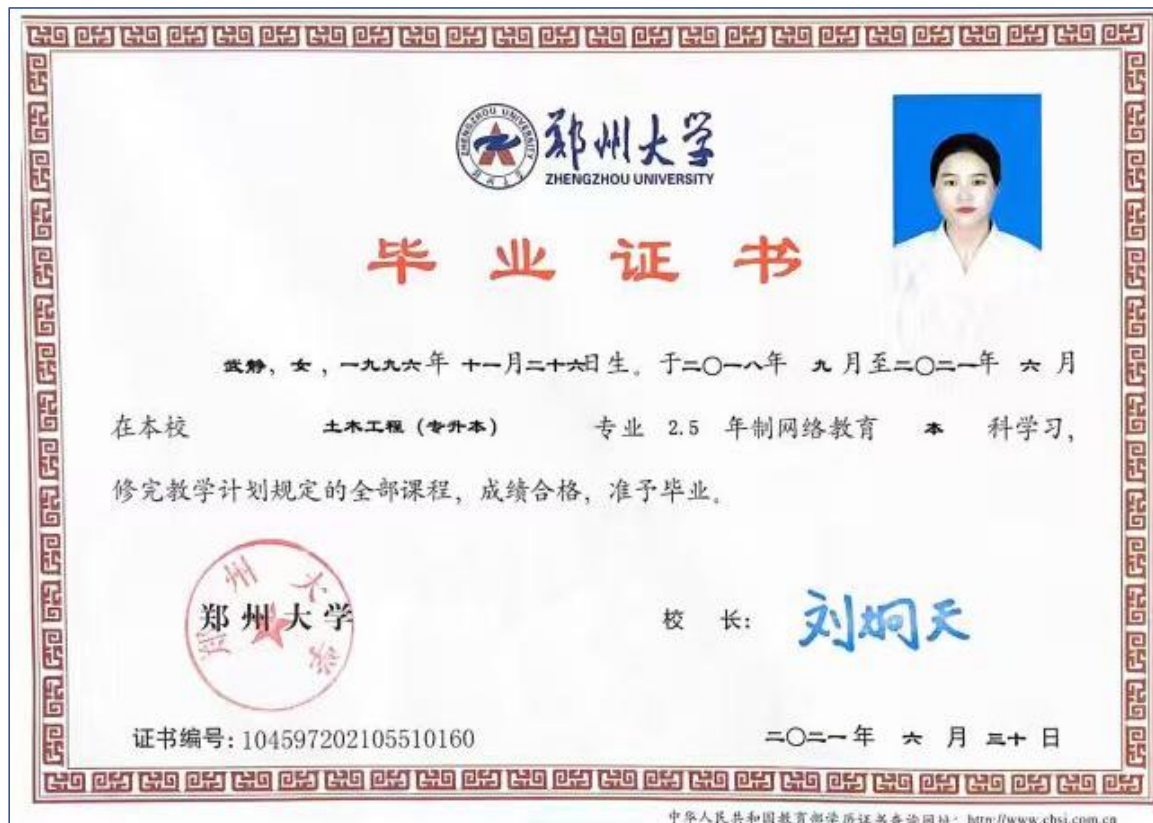 郑州大学
ZHENGZHOU UNIVERSITY
毕业证书
武静，女，一九九六年 十一月二十六日生。于二〇一八年 九 月至二〇二一年 六 月
在本校 土木工程（专升本） 专业 2.5 年制网络教育 本 科学习，
修完教学计划规定的全部课程，成绩合格，准予毕业。
郑州大学
郑州大学
校 长：
刘炯天
证书编号：104597202105510160
二〇二一年 六 月 三十 日
中华人民共和国教育部学历证书查询网址：http://www.chsi.com.cn